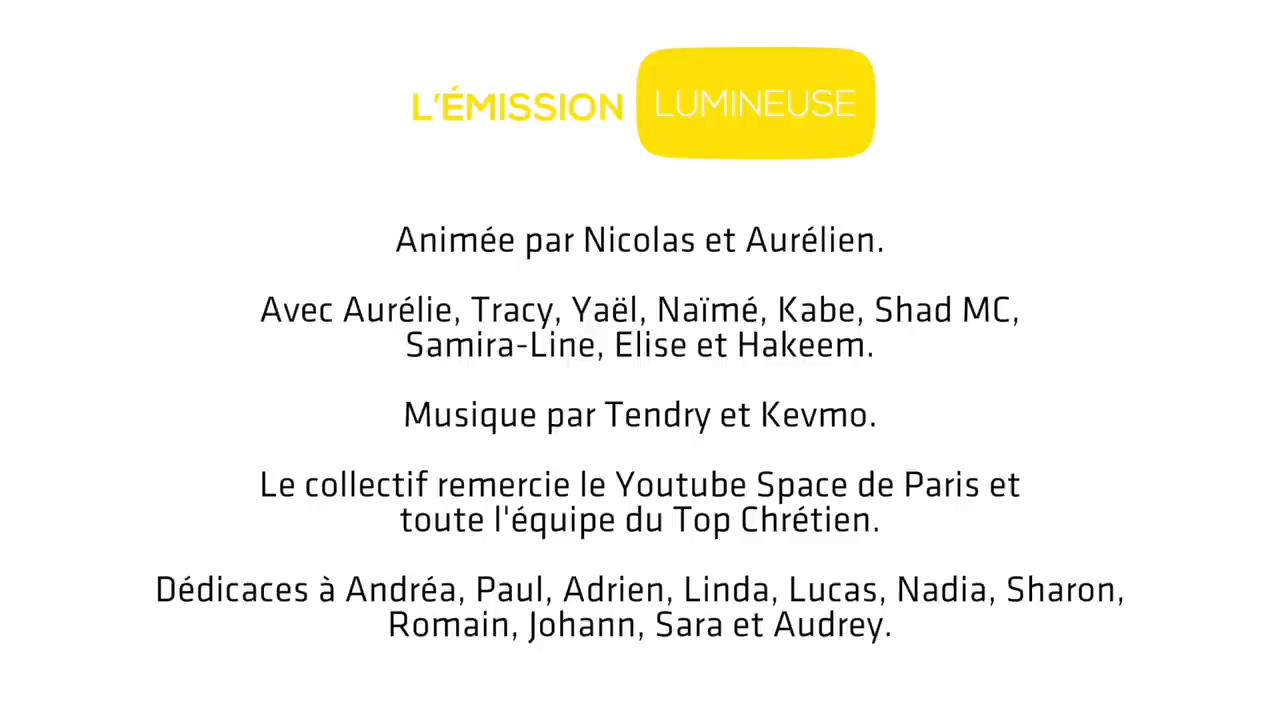 L'ÉMISSION LUMINEUSE
Animée par Nicolas et Aurélien.
Avec Aurélie, Tracy, Yaël, Naïmé, Kabe, Shad MC,
Samira-Line, Elise et Hakeem.
Musique par Tendry et Kevmo.
Le collectif remercie le Youtube Space de Paris et
toute l'équipe du Top Chrétien.
Dédicaces à Andréa, Paul, Adrien, Linda, Lucas, Nadia, Sharon,
Romain, Johann, Sara et Audrey.